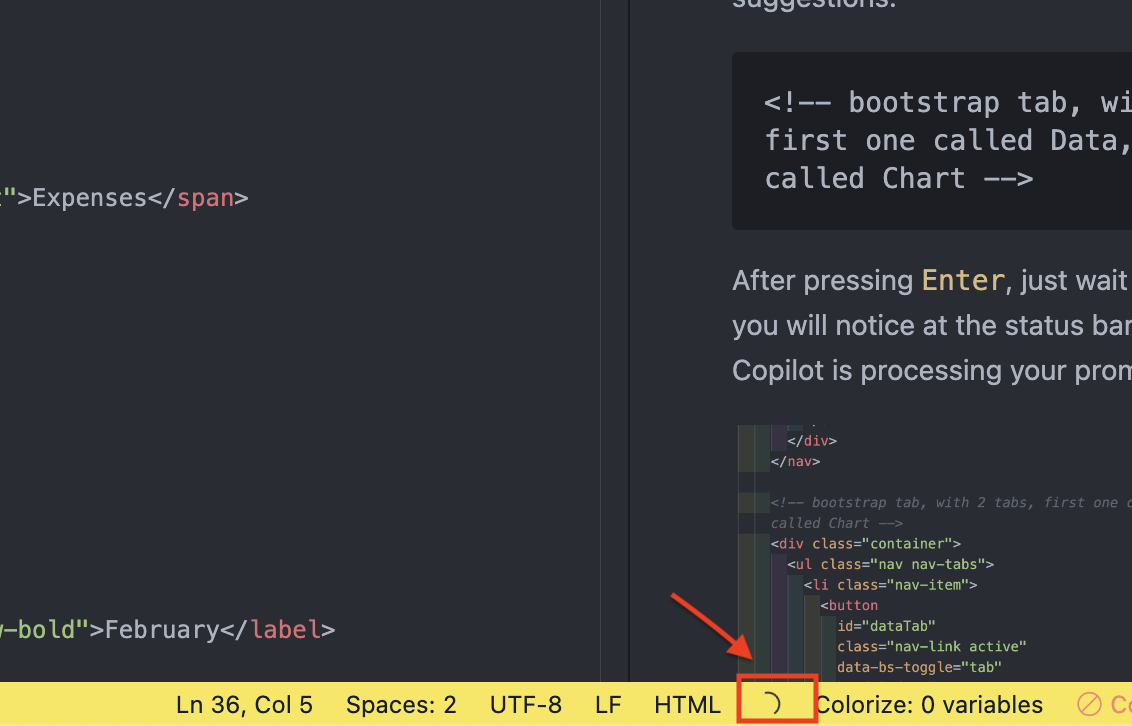 suggestions.
<!-- bootstrap tab, wi
first one called Data,
called Chart -->
">Expenses</span>
After pressing Enter, just wait
you will notice at the status bar
Copilot is processing your prom
</div>
</nav>
<!-- bootstrap tab, with 2 tabs, first one c
called Chart -->
<div class="container">
<ul class="nav nav-tabs">
<li class="nav-item">
<button
id="dataTab"
class="nav-link active"
data-bs-toggle="tab"
-bold">February</label>
Ln 36, Col 5 Spaces: 2 UTF-8 LF HTML Colorize: 0 variables Co